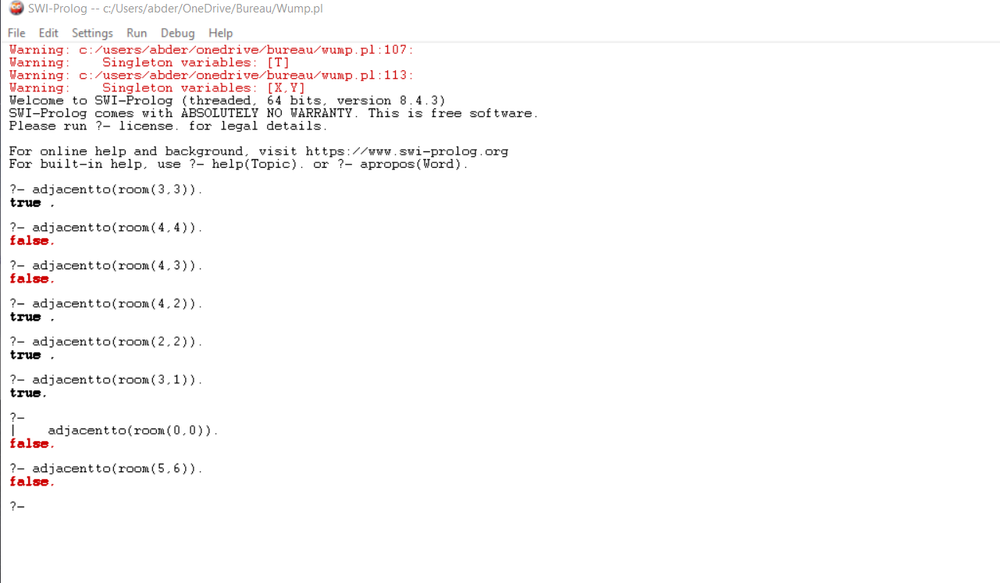 SWI-Prolog -- c:/Users/abder/OneDrive/Bureau/Wump.pl
File Edit Settings Run Debug Help
Warning: c:/users/abder/onedrive/bureau/wump.pl:107:
Warning:    Singleton variables: [T]
Warning: c:/users/abder/onedrive/bureau/wump.pl:113:
Warning:    Singleton variables: [X,Y]
Welcome to SWI-Prolog (threaded, 64 bits, version 8.4.3)
SWI-Prolog comes with ABSOLUTELY NO WARRANTY. This is free software.
Please run ?- license. for legal details.
For online help and background, visit https://www.swi-prolog.org
For built-in help, use ?- help(Topic). or ?- apropos(Word).
?- adjacentto(room(3,3)).
true .
?- adjacentto(room(4,4)).
false.
?- adjacentto(room(4,3)).
false.
?- adjacentto(room(4,2)).
true .
?- adjacentto(room(2,2)).
true .
?- adjacentto(room(3,1)).
true.
?-
|    adjacentto(room(0,0)).
false.
?- adjacentto(room(5,6)).
false.
?-